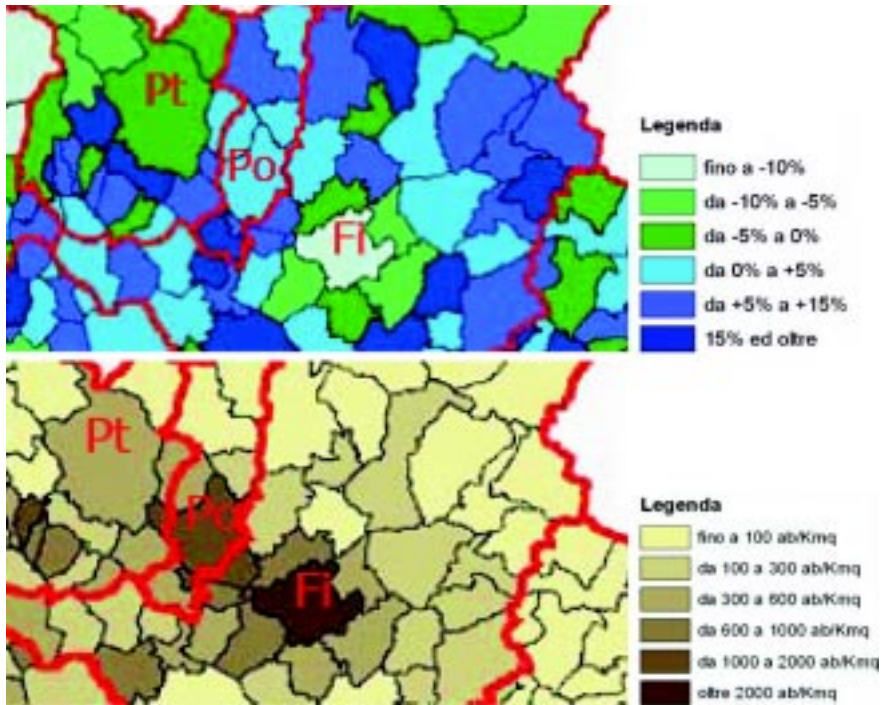 Pt
Po
Fi
Legenda
fino a -10%
da -10% a -5%
da -5% a 0%
da 0% a +5%
da +5% a +15%
15% ed oltre
Pt
Po
Fi
Legenda
fino a 100 ab/Kmq
da 100 a 300 ab/Kmq
da 300 a 600 ab/Kmq
da 600 a 1000 ab/Kmq
da 1000 a 2000 ab/Kmq
oltre 2000 ab/Kmq